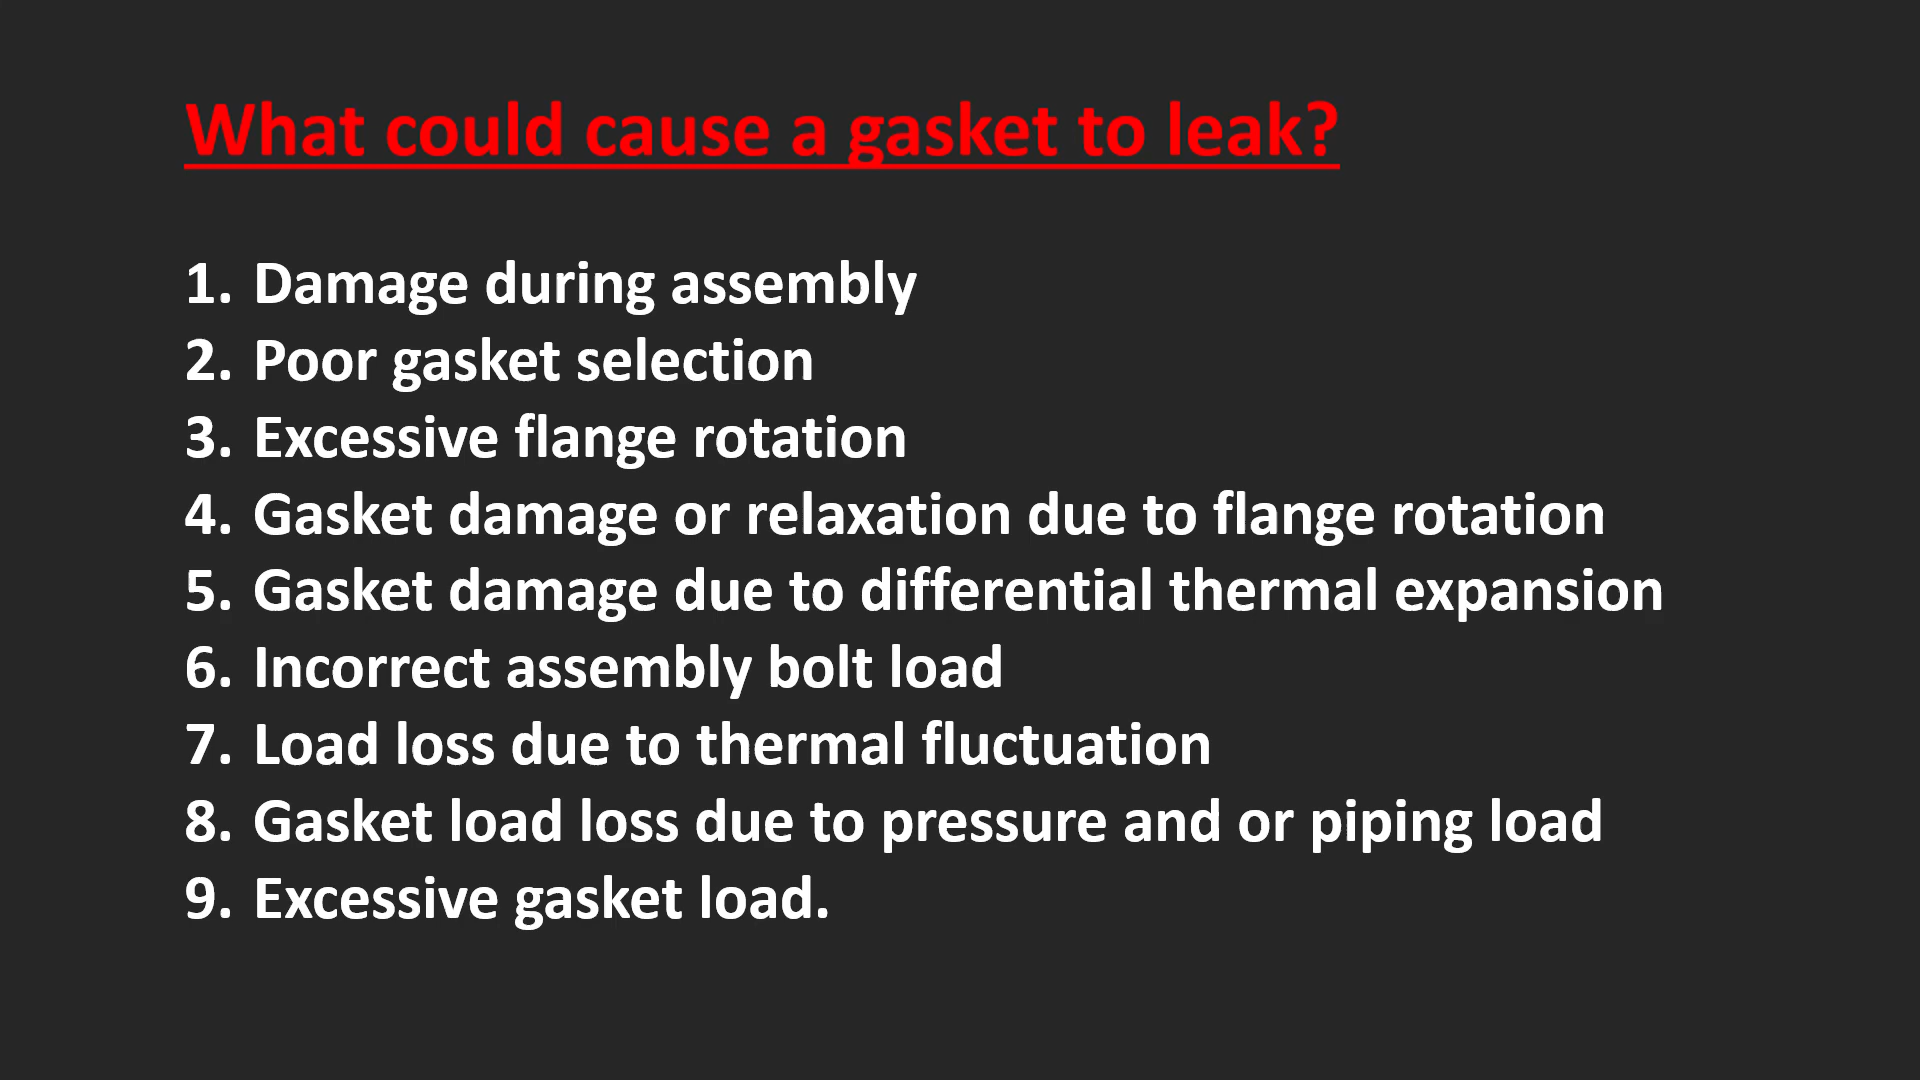 What could cause a gasket to leak?
1. Damage during assembly
2. Poor gasket selection
3. Excessive flange rotation
4. Gasket damage or relaxation due to flange rotation
5. Gasket damage due to differential thermal expansion
6. Incorrect assembly bolt load
7. Load loss due to thermal fluctuation
8. Gasket load loss due to pressure and or piping load
9. Excessive gasket load.